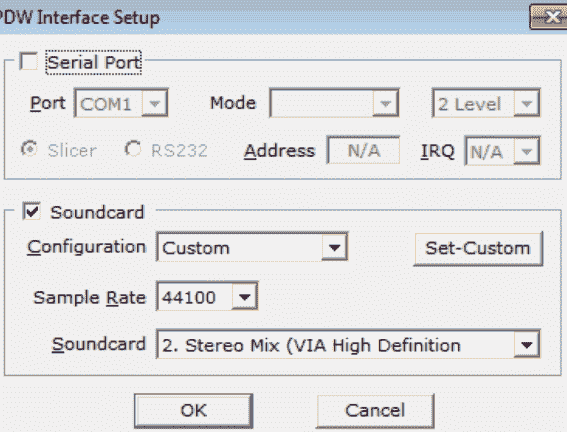 PDW Interface Setup
Serial Port
Port COM1 Mode 2 Level
Slicer RS232 Address N/A IRQ N/A
Soundcard
Configuration Custom Set-Custom
Sample Rate 44100
Soundcard 2. Stereo Mix (VIA High Definition
OK Cancel